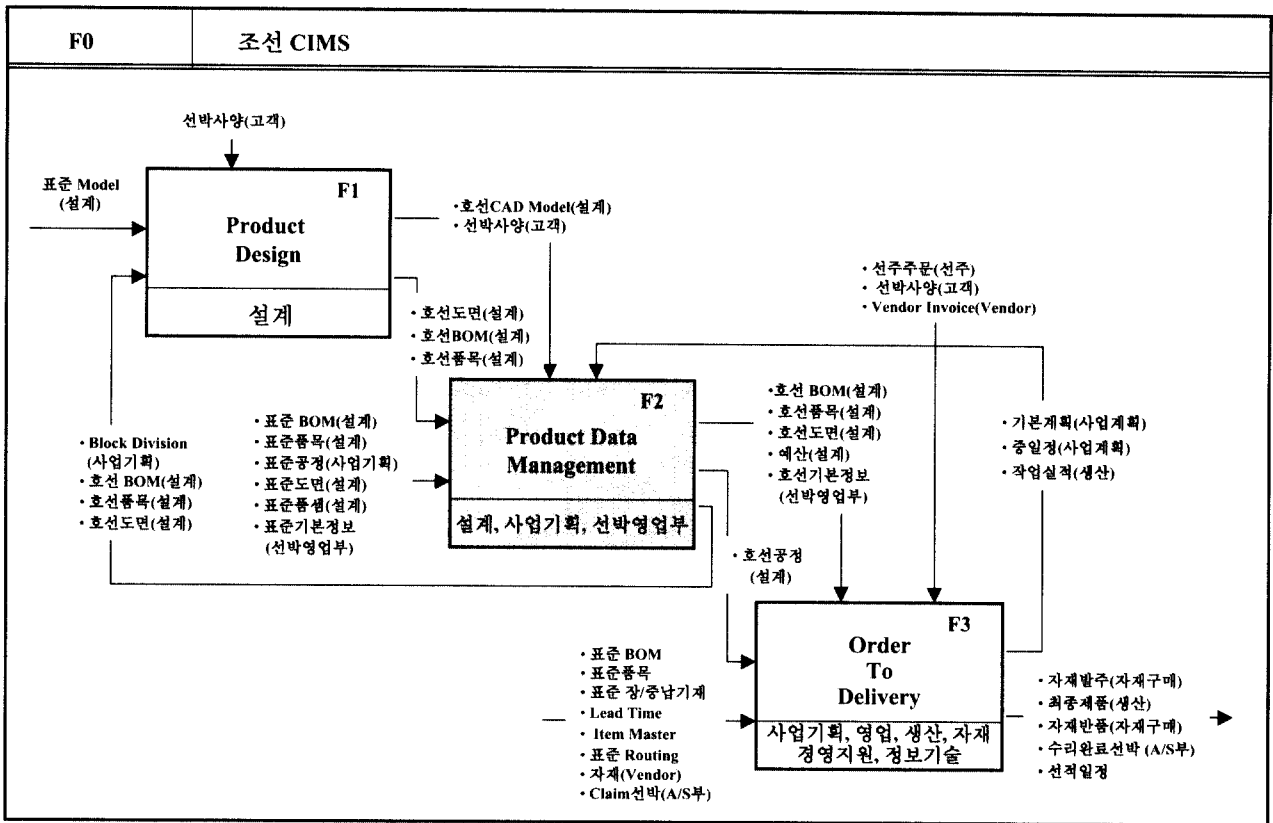 F0
조선 CIMS
선박사양(고객)
표준 Model
(설계)
F1
Product
Design
설계
·호선CAD Model(설계)
· 선박사양(고객)
· 호선도면(설계)
· 호선BOM(설계)
· 호선품목(설계)
· 선주주문(선주)
· 선박사양(고객)
· Vendor Invoice(Vendor)
· Block Division
(사업기획)
· 호선 BOM(설계)
· 호선품목(설계)
· 호선도면(설계)
· 표준 BOM(설계)
· 표준품목(설계)
· 표준공정(사업기획)
· 표준도면(설계)
· 표준품셈(설계)
· 표준기본정보
(선박영업부)
F2
Product Data
Management
설계, 사업기획, 선박영업부
·호선 BOM(설계)
· 호선품목(설계)
· 호선도면(설계)
· 예산(설계)
· 호선기본정보
(선박영업부)
· 기본계획(사업계획)
· 중일정(사업계획)
· 작업실적(생산)
· 호선공정
(설계)
· 표준 BOM
· 표준품목
· 표준 장/중납기재
· Lead Time
· Item Master
· 표준 Routing
· 자재(Vendor)
· Claim선박(A/S부)
F3
Order
To
Delivery
사업기획, 영업, 생산, 자재
경영지원, 정보기술
· 자재발주(자재구매)
· 최종제품(생산)
· 자재반품(자재구매)
· 수리완료선박 (A/S부)
· 선적일정